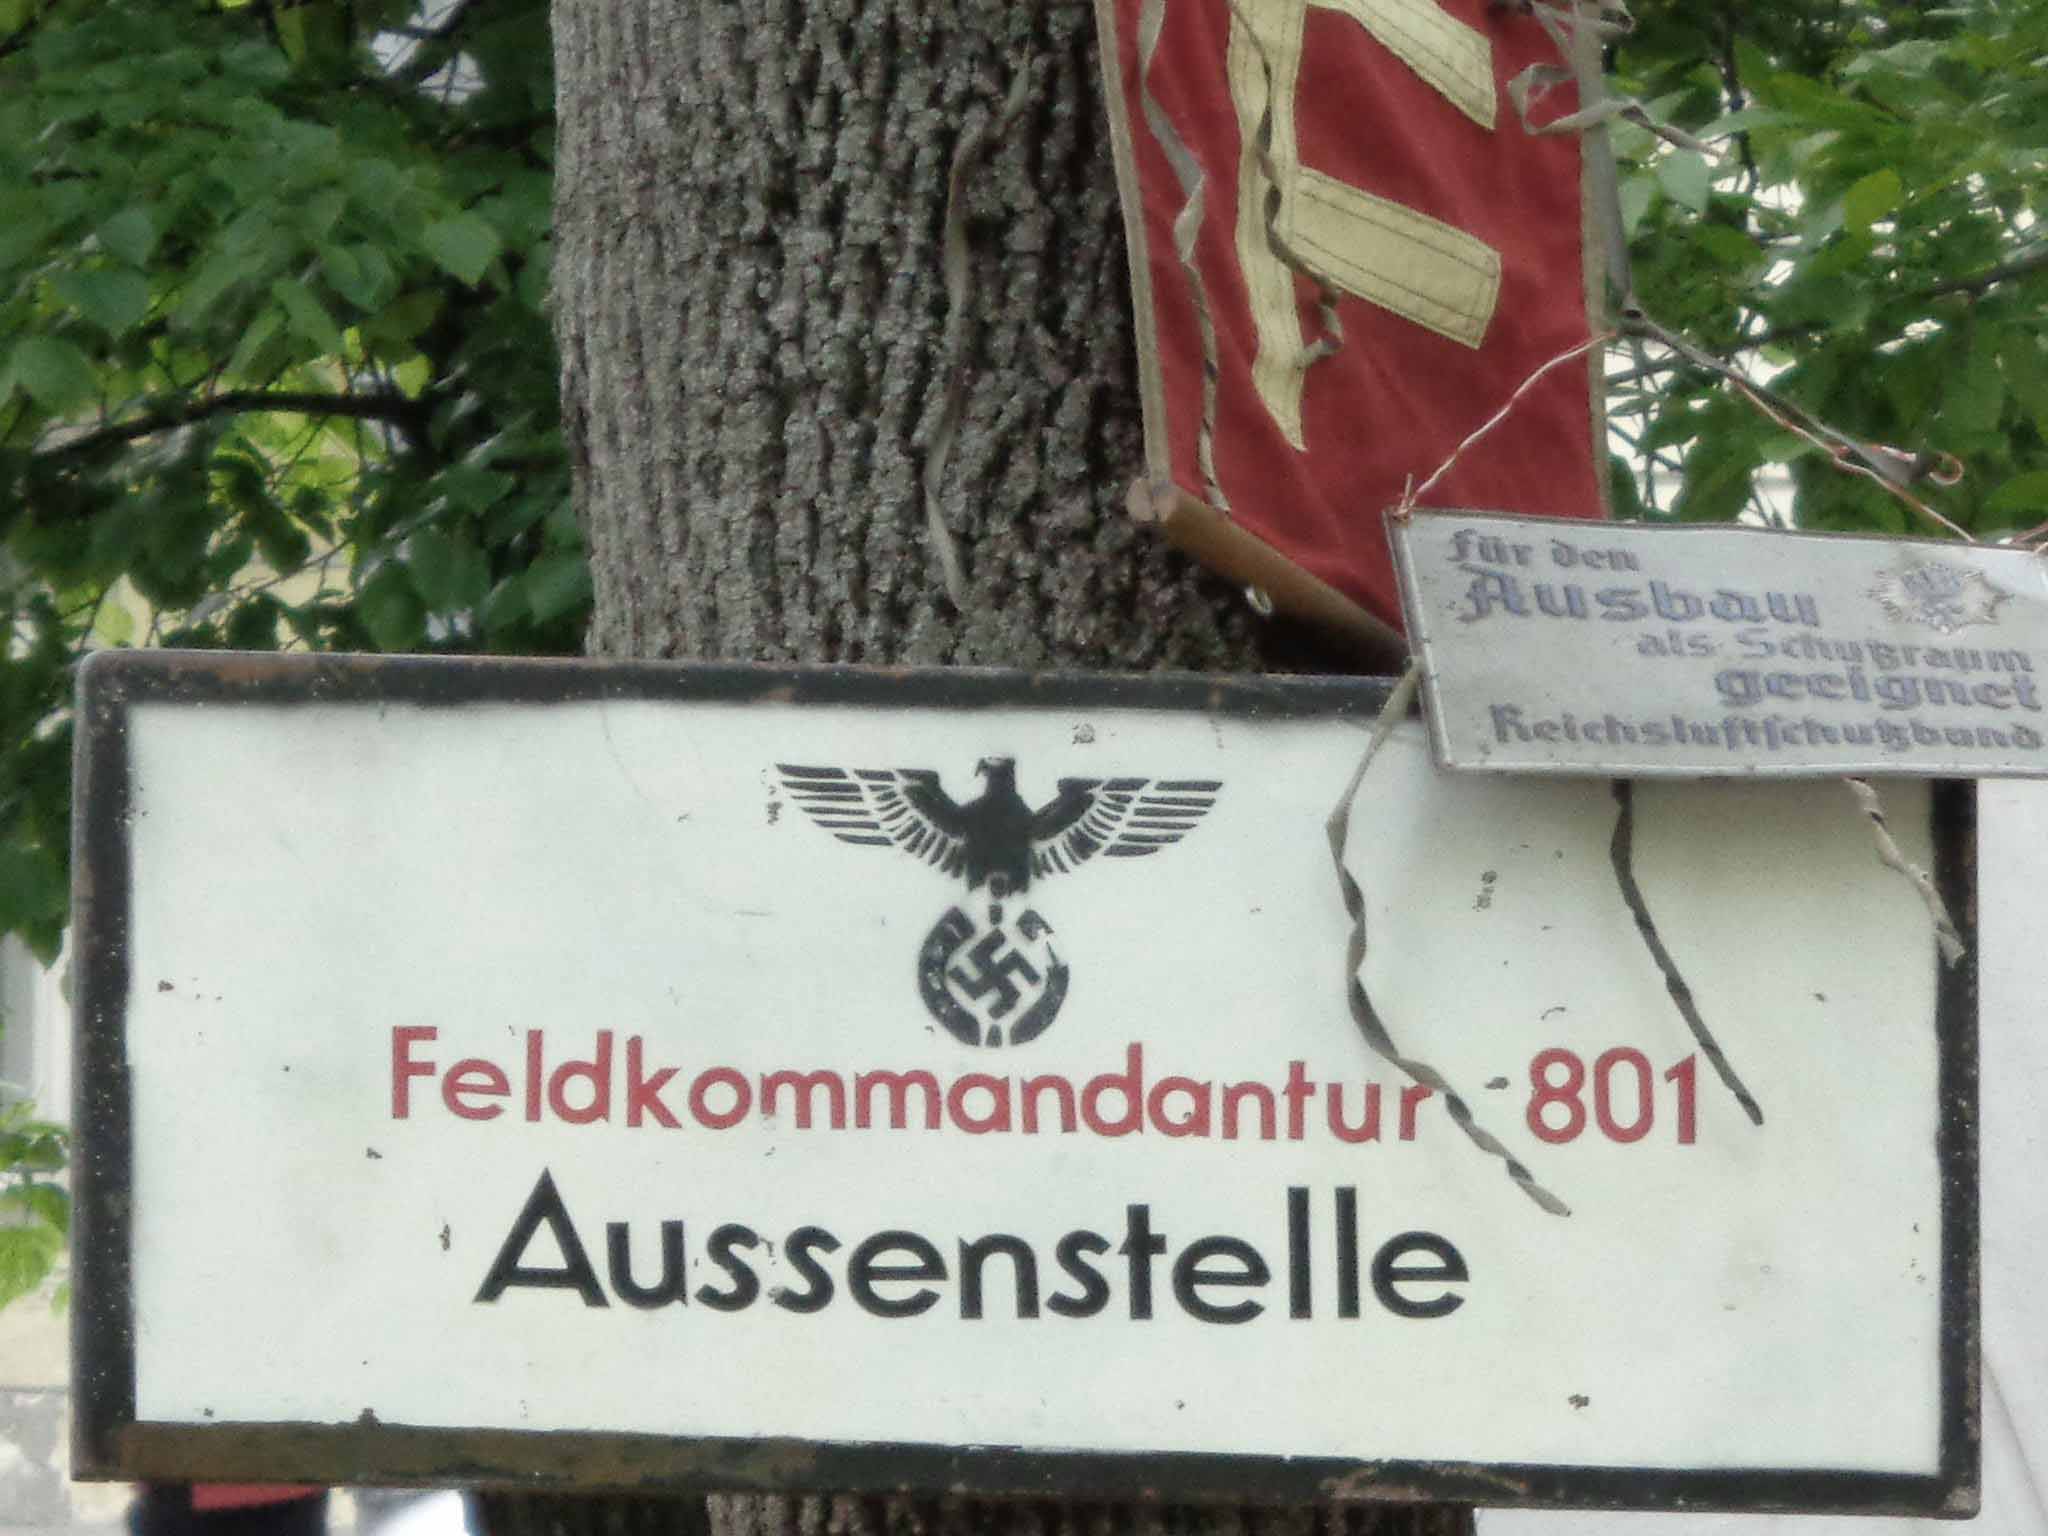 F
für den
Ausbau
als Schutzraum
geeignet
Reichsluftschutzbund
Feldkommandantur 801
Aussenstelle